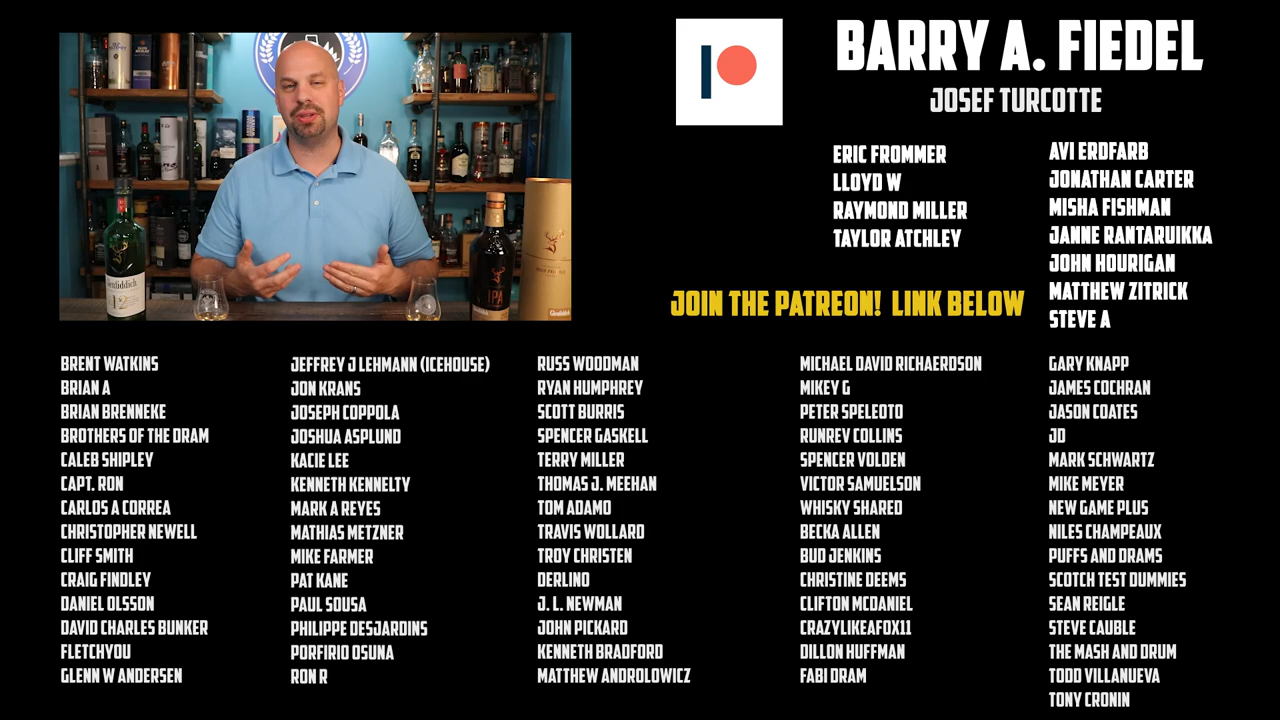 BARRY A. FIEDEL
JOSEF TURCOTTE
ERIC FROMMER
LLOYD W
RAYMOND MILLER
TAYLOR ATCHLEY
AVI ERDFARB
JONATHAN CARTER
MISHA FISHMAN
JANNE RANTARUIKKA
JOHN HOURIGAN
MATTHEW ZITRICK
STEVE A
JOIN THE PATREON! LINK BELOW
Glenfiddich
12
IPA
Glenfiddich
BRENT WATKINS
BRIAN A
BRIAN BRENNEKE
BROTHERS OF THE DRAM
CALEB SHIPLEY
CAPT. RON
CARLOS A CORREA
CHRISTOPHER NEWELL
CLIFF SMITH
CRAIG FINDLEY
DANIEL OLSSON
DAVID CHARLES BUNKER
FLETCHYOU
GLENN W ANDERSEN
JEFFREY J LEHMANN (ICEHOUSE)
JON KRANS
JOSEPH COPPOLA
JOSHUA ASPLUND
KACIE LEE
KENNETH KENNELTY
MARK A REYES
MATHIAS METZNER
MIKE FARMER
PAT KANE
PAUL SOUSA
PHILIPPE DESJARDINS
PORFIRIO OSUNA
RON R
RUSS WOODMAN
RYAN HUMPHREY
SCOTT BURRIS
SPENCER GASKELL
TERRY MILLER
THOMAS J. MEEHAN
TOM ADAMO
TRAVIS WOLLARD
TROY CHRISTEN
DERLINO
J. L. NEWMAN
JOHN PICKARD
KENNETH BRADFORD
MATTHEW ANDROLOWICZ
MICHAEL DAVID RICHAERDSON
MIKEY G
PETER SPELEOTO
RUNREV COLLINS
SPENCER VOLDEN
VICTOR SAMUELSON
WHISKY SHARED
BECKA ALLEN
BUD JENKINS
CHRISTINE DEEMS
CLIFTON MCDANIEL
CRAZYLIKEAFOX11
DILLON HUFFMAN
FABI DRAM
GARY KNAPP
JAMES COCHRAN
JASON COATES
JD
MARK SCHWARTZ
MIKE MEYER
NEW GAME PLUS
NILES CHAMPEAUX
PUFFS AND DRAMS
SCOTCH TEST DUMMIES
SEAN REIGLE
STEVE CAUBLE
THE MASH AND DRUM
TODD VILLANUEVA
TONY CRONIN